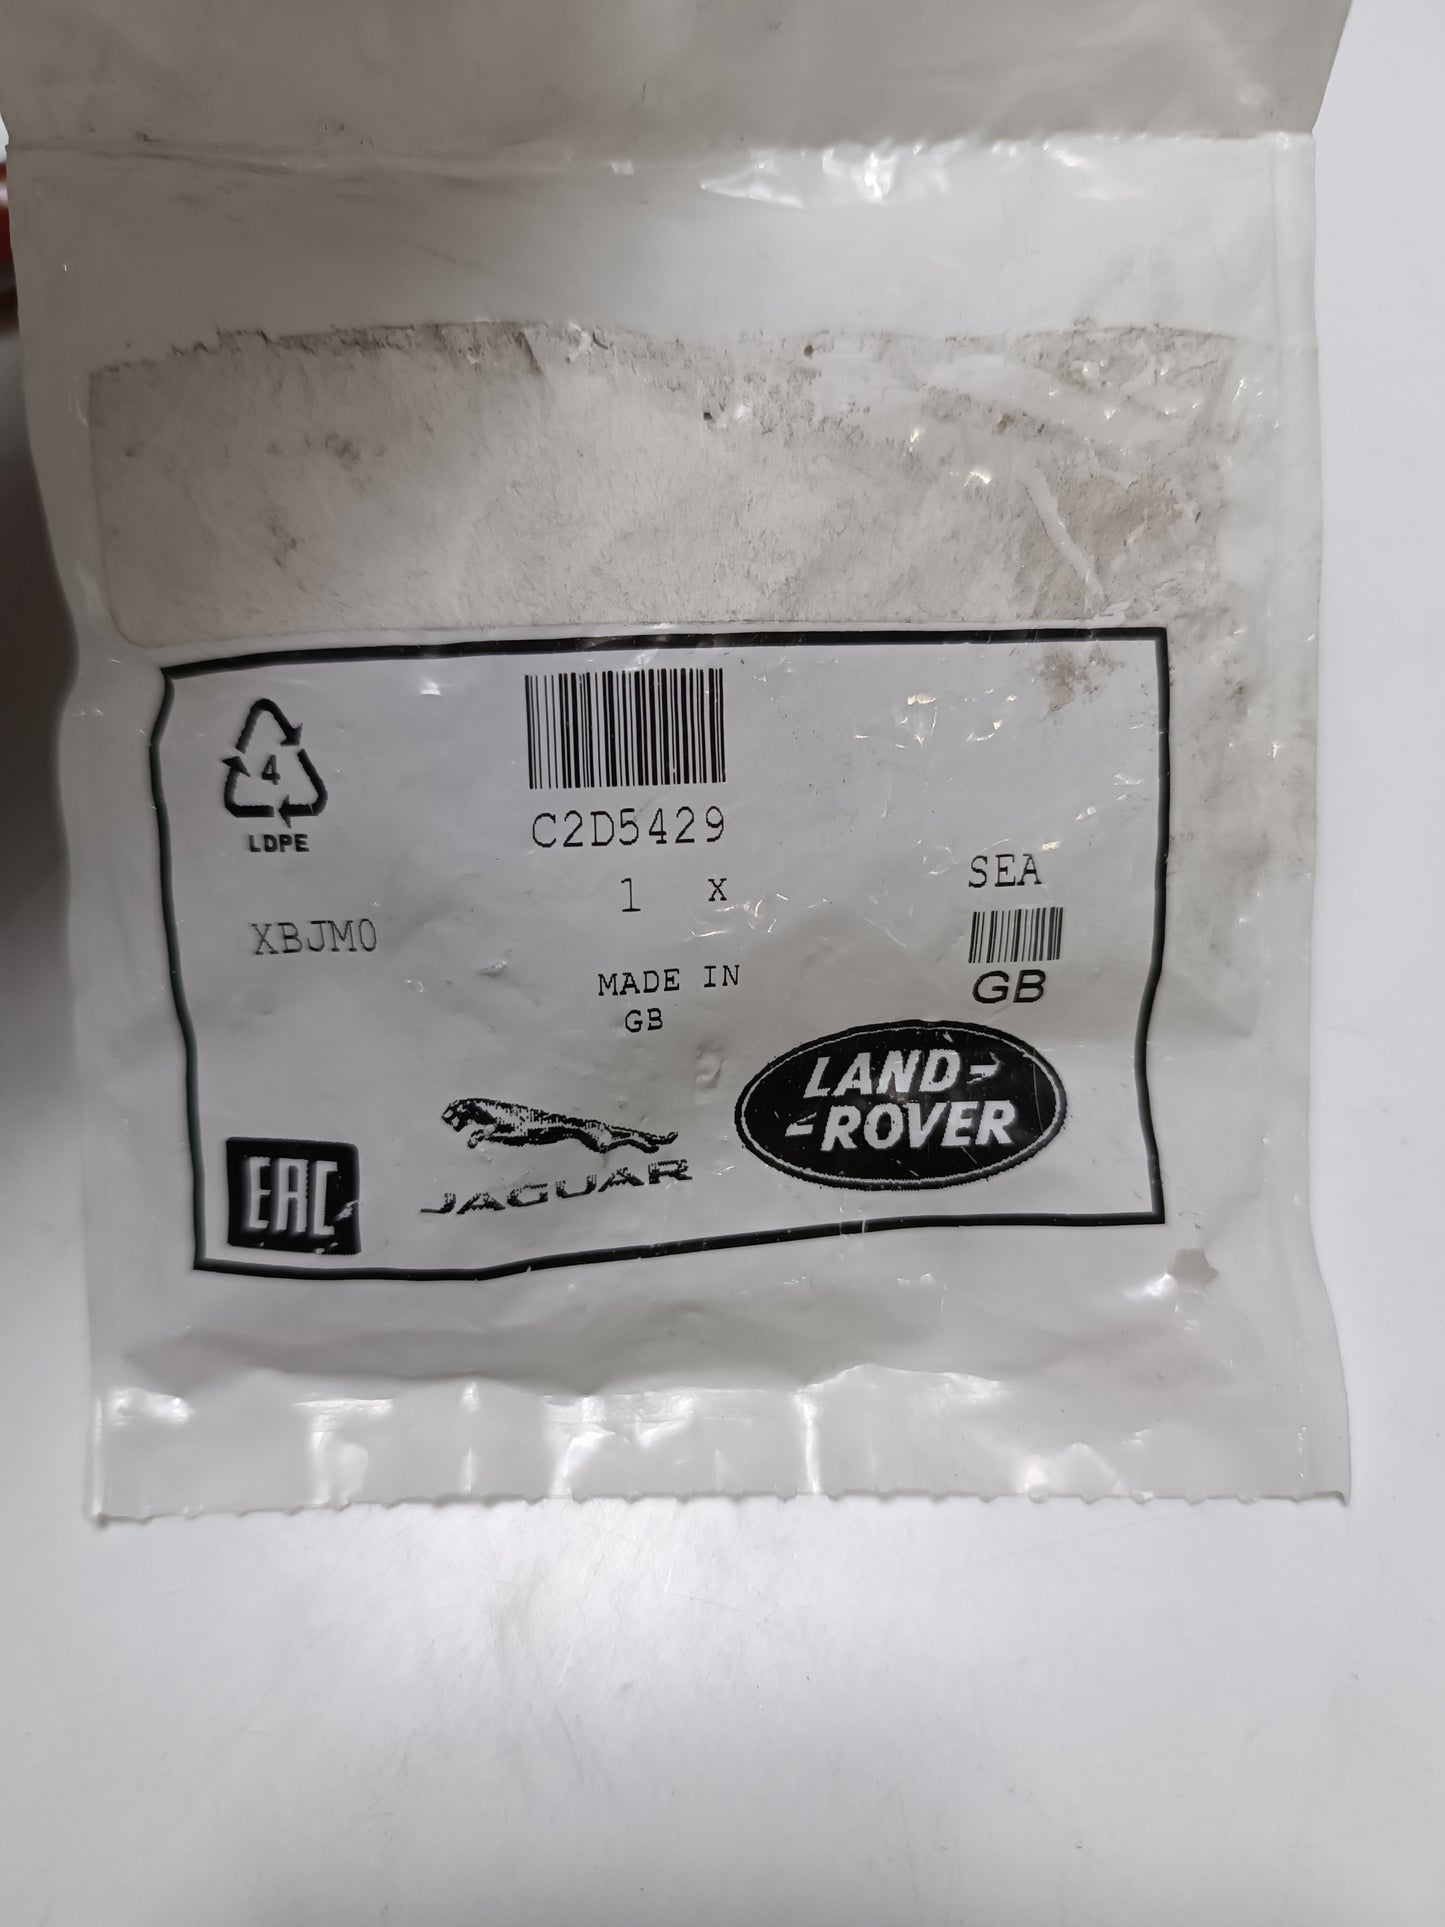 4
LDPE
C2D5429
1 X
SEA
XBJM0
MADE IN
GB
GB
LAND-
-ROVER
JAGUAR
EAC